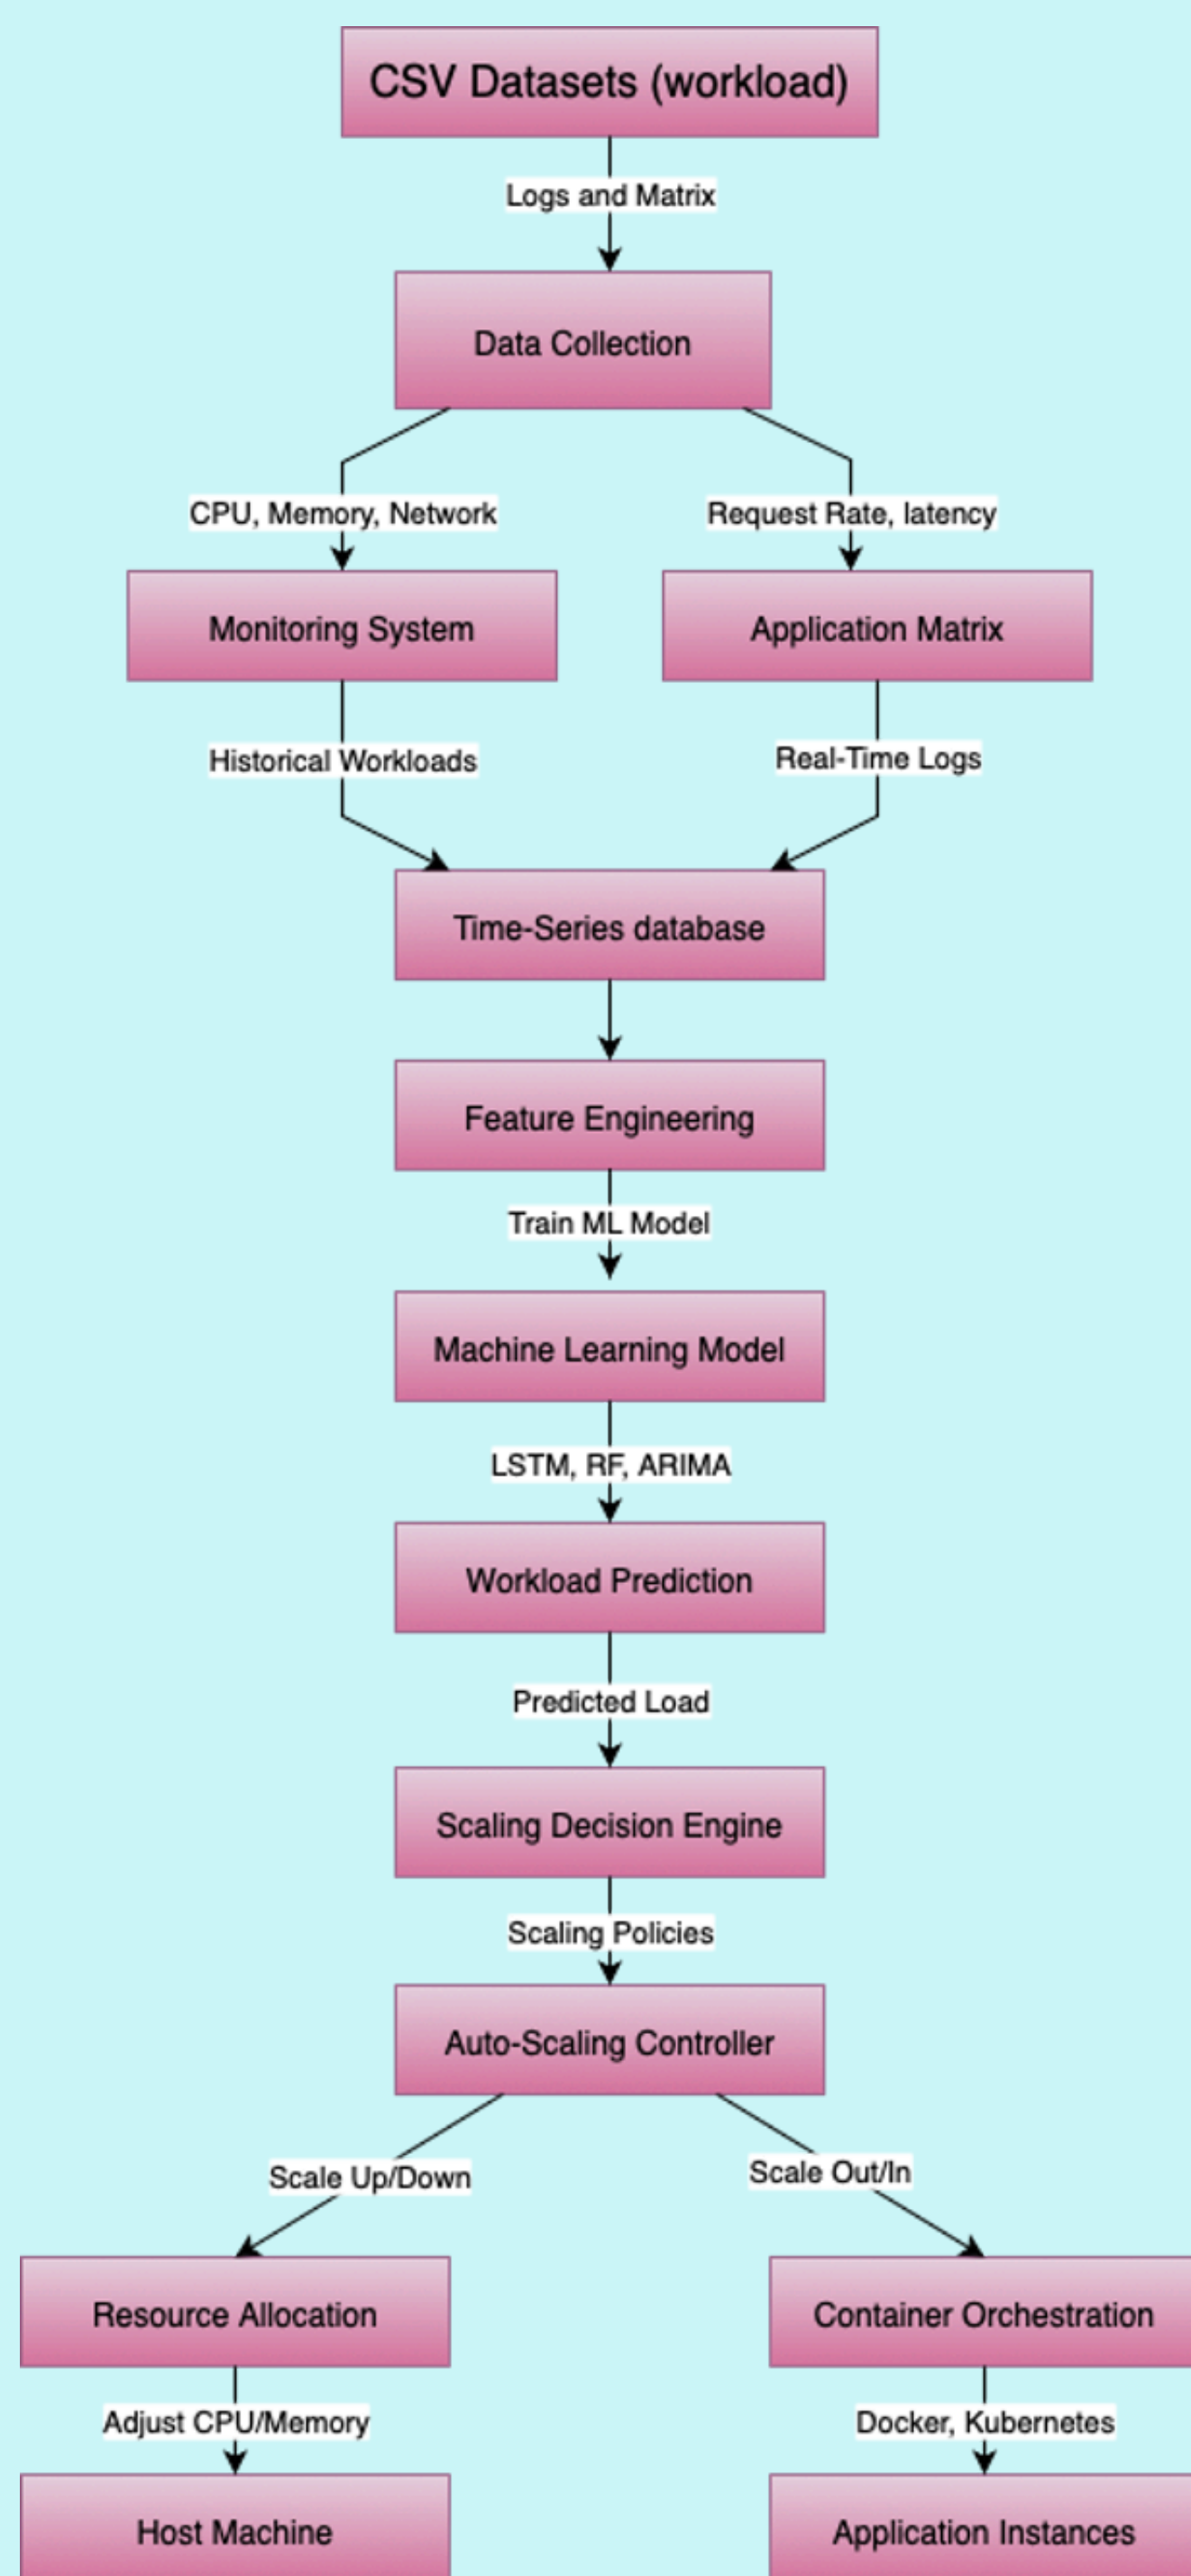 CSV Datasets (workload)
Logs and Matrix
Data Collection
CPU, Memory, Network
Request Rate, latency
Monitoring System
Application Matrix
Historical Workloads
Real-Time Logs
Time-Series database
Feature Engineering
Train ML Model
Machine Learning Model
LSTM, RF, ARIMA
Workload Prediction
Predicted Load
Scaling Decision Engine
Scaling Policies
Auto-Scaling Controller
Scale Up/Down
Scale Out/In
Resource Allocation
Container Orchestration
Adjust CPU/Memory
Docker, Kubernetes
Host Machine
Application Instances